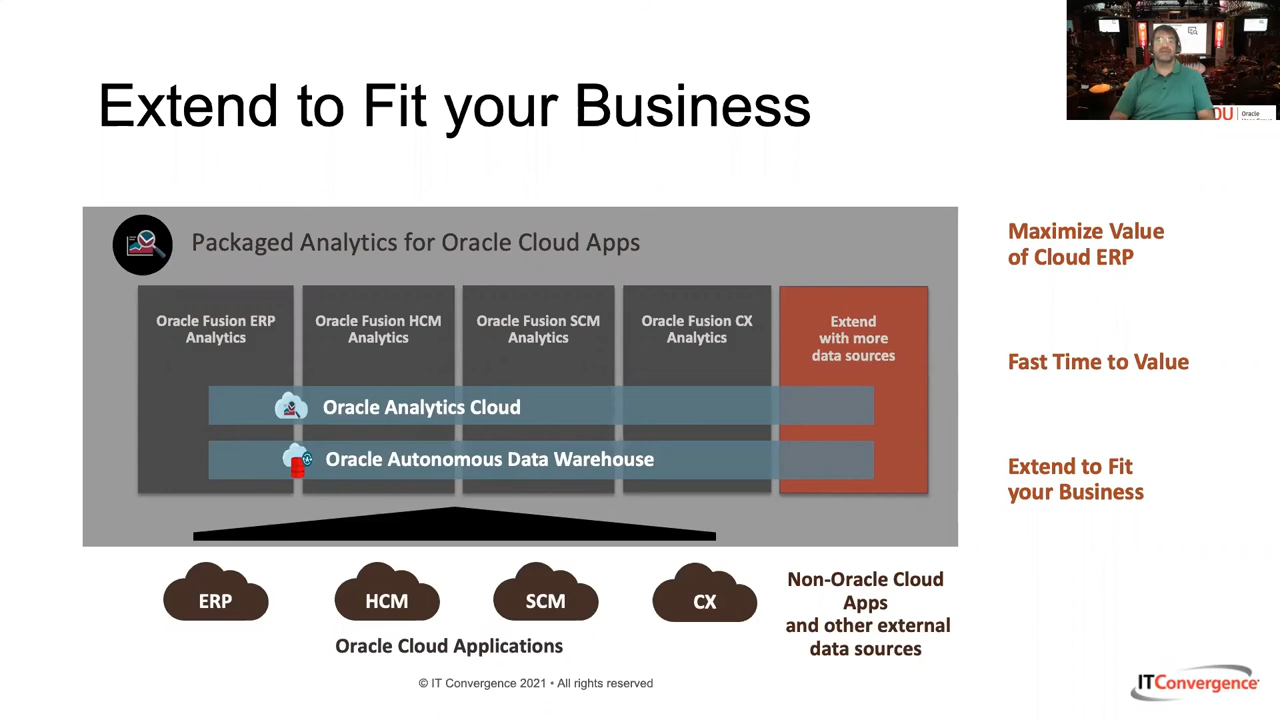 Extend to Fit your Business
OU
Oracle
Packaged Analytics for Oracle Cloud Apps
Oracle Fusion ERP
Analytics
Oracle Fusion HCM
Analytics
Oracle Fusion SCM
Analytics
Oracle Fusion CX
Analytics
Extend
with more
data sources
Oracle Analytics Cloud
Oracle Autonomous Data Warehouse
Maximize Value
of Cloud ERP
Fast Time to Value
Extend to Fit
your Business
ERP
HCM
SCM
CX
Oracle Cloud Applications
Non-Oracle Cloud
Apps
and other external
data sources
© IT Convergence 2021 • All rights reserved
ITConvergence